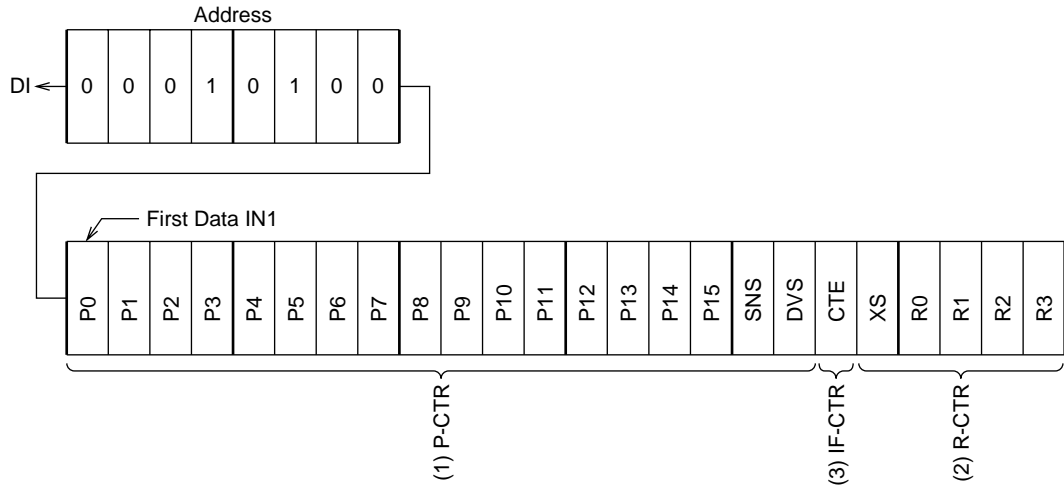 Address
DI 0 0 0 1 0 1 0 0
First Data IN1
P0 P1 P2 P3 P4 P5 P6 P7 P8 P9 P10 P11 P12 P13 P14 P15 SNS DVS CTE XS R0 R1 R2 R3
(1) P-CTR (3) IF-CTR (2) R-CTR